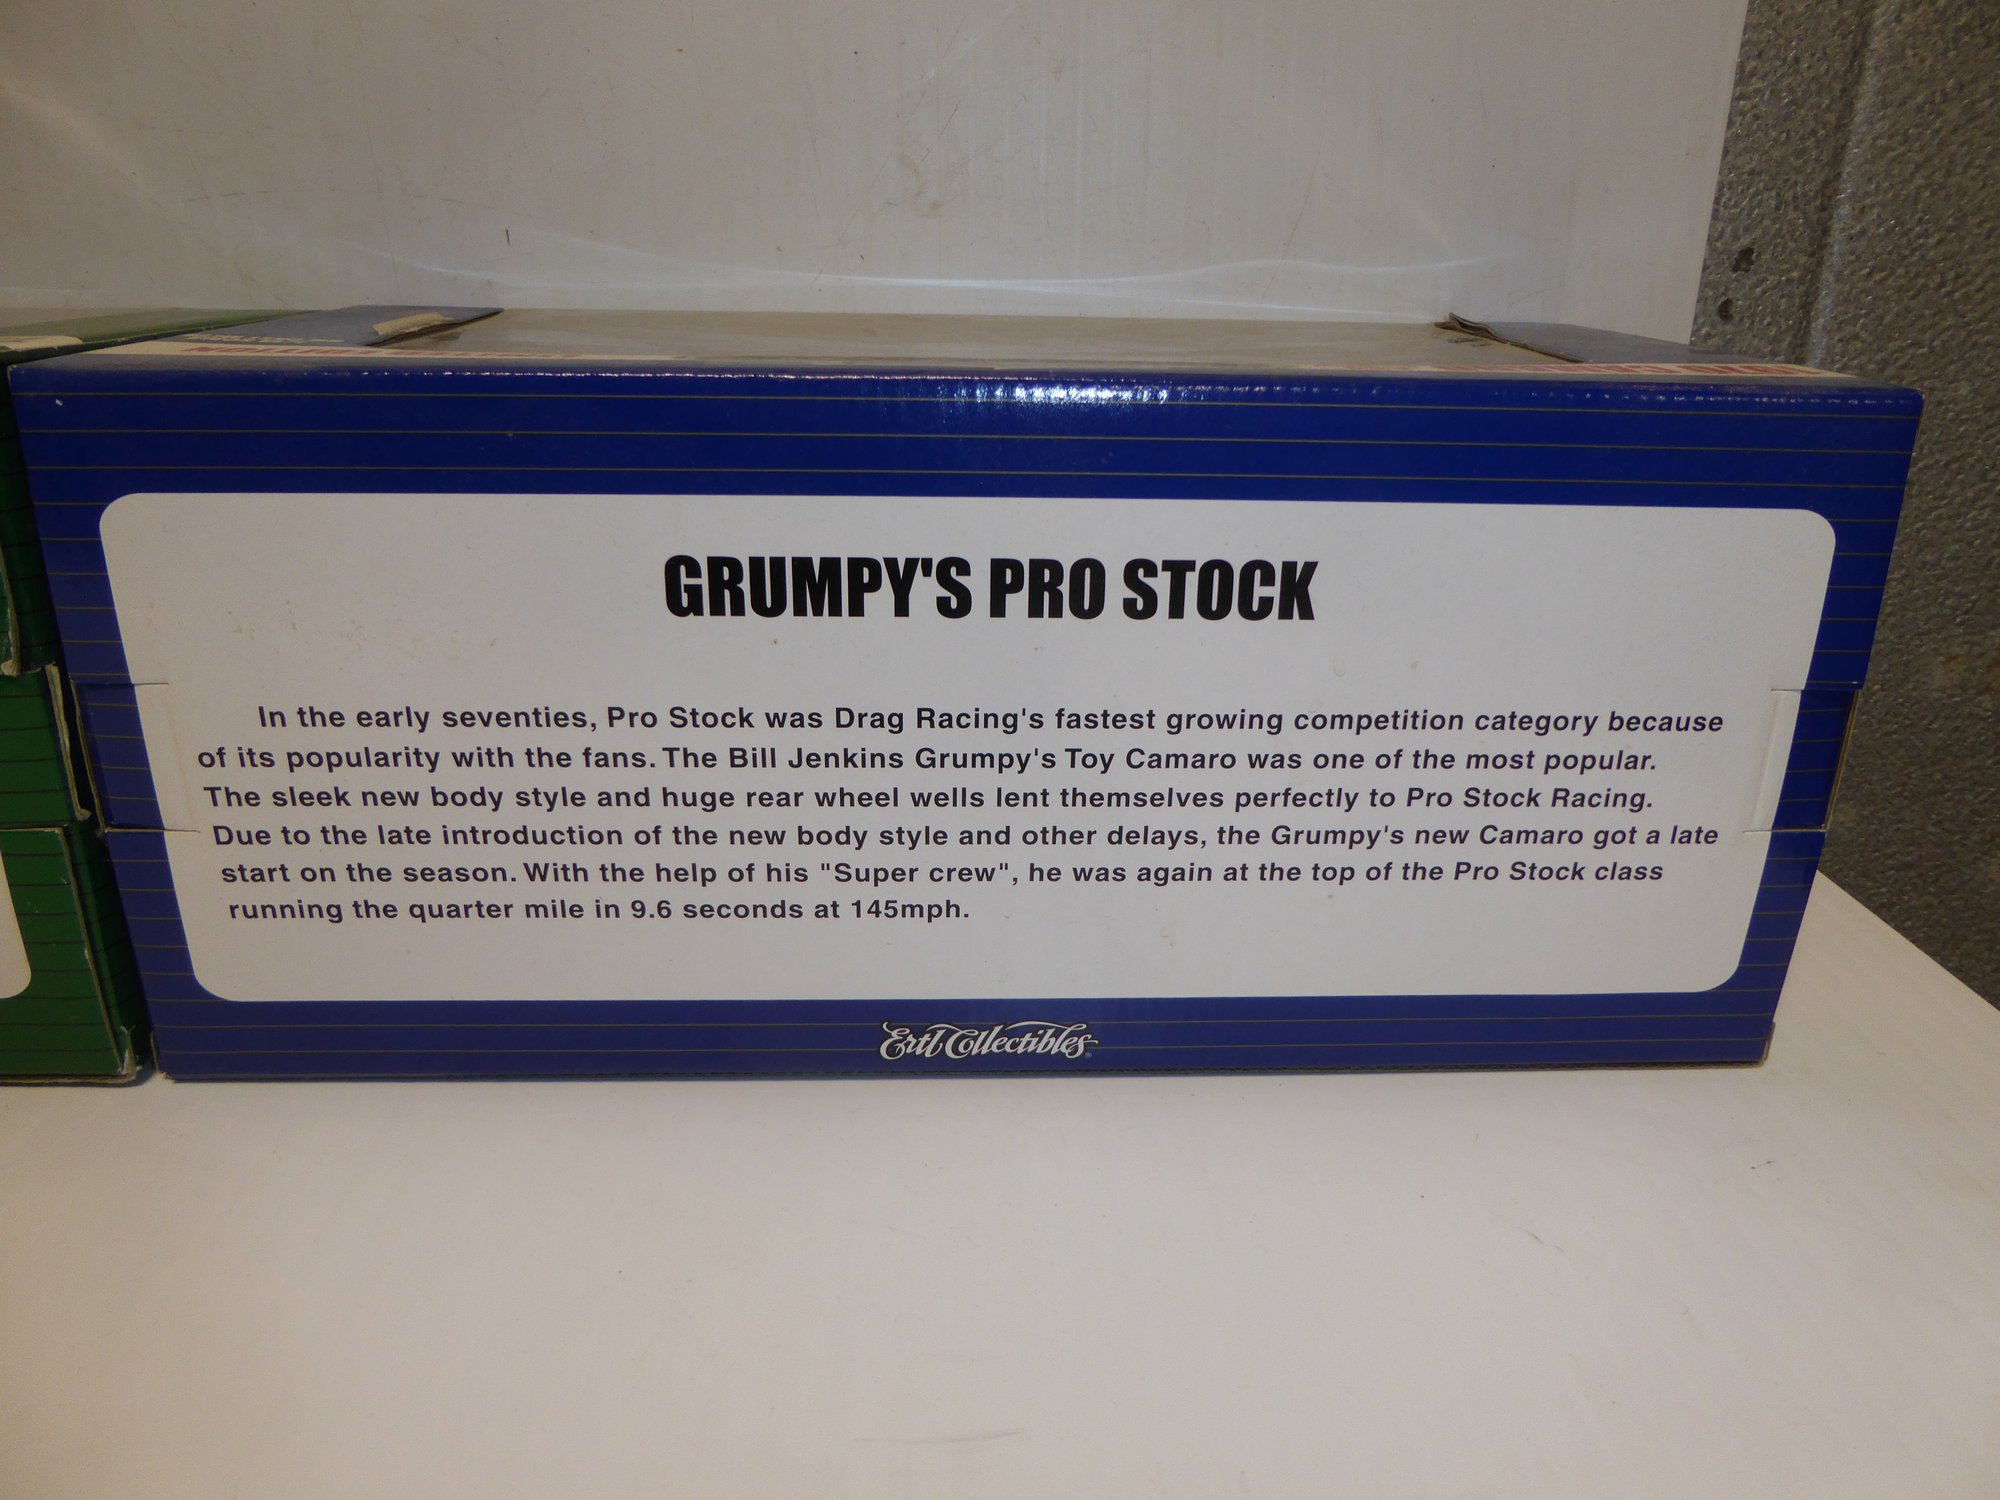 GRUMPY'S PRO STOCK
In the early seventies, Pro Stock was Drag Racing's fastest growing competition category because
of its popularity with the fans. The Bill Jenkins Grumpy's Toy Camaro was one of the most popular.
The sleek new body style and huge rear wheel wells lent themselves perfectly to Pro Stock Racing.
Due to the late introduction of the new body style and other delays, the Grumpy's new Camaro got a late
start on the season. With the help of his "Super crew", he was again at the top of the Pro Stock class
running the quarter mile in 9.6 seconds at 145mph.
Ertl Collectibles